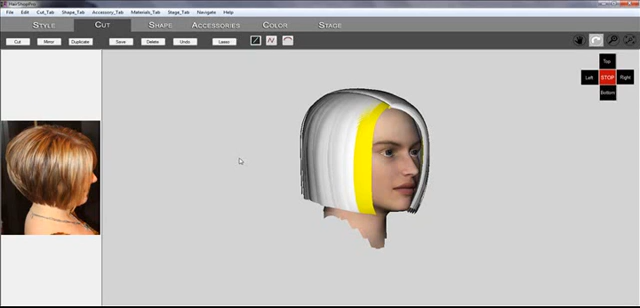 HairShopPro
File Edit Cut_Tab Shape_Tab Accessory_Tab Materials_Tab Stage_Tab Navigate Help
STYLE CUT SHAPE ACCESSORIES COLOR STAGE
Cut Mirror Duplicate Save Delete Undo Lasso
Top
Left STOP Right
Bottom